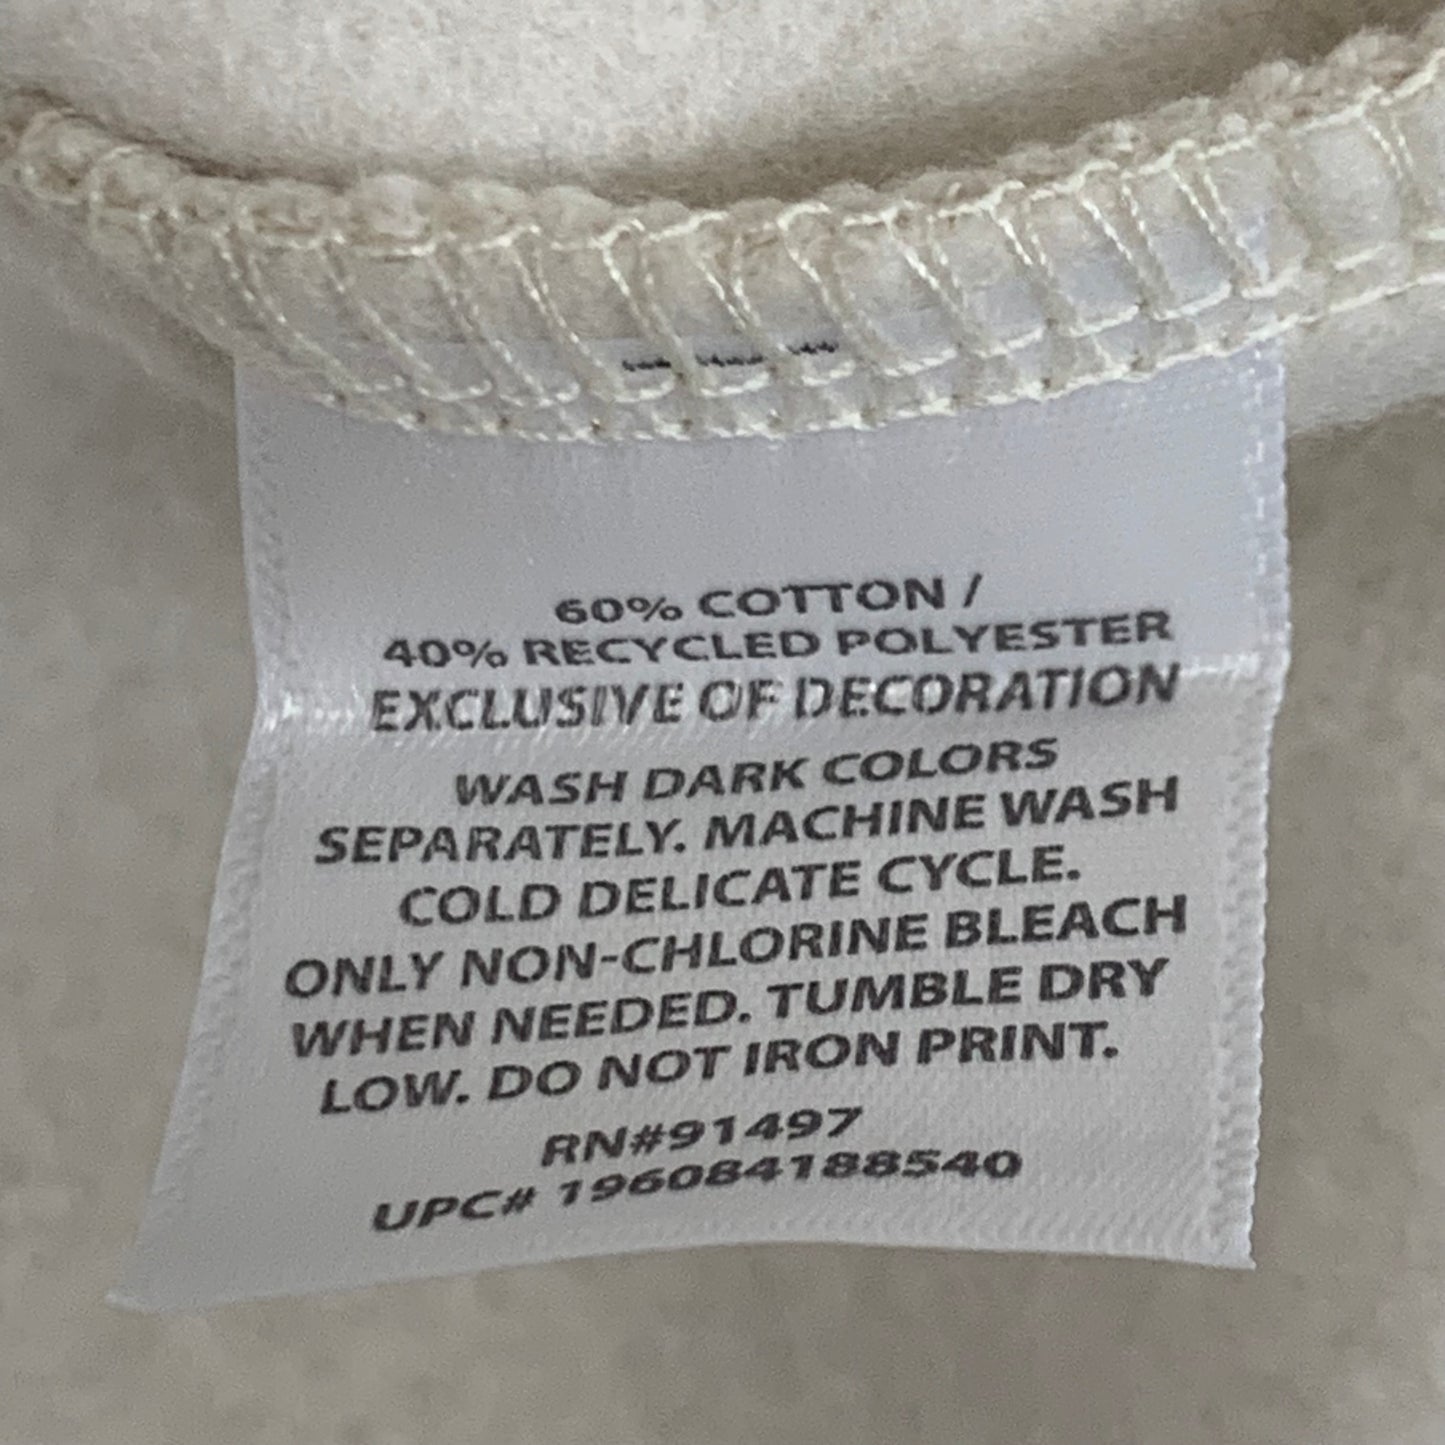 60% COTTON /
40% RECYCLED POLYESTER
EXCLUSIVE OF DECORATION
WASH DARK COLORS
SEPARATELY. MACHINE WASH
COLD DELICATE CYCLE.
ONLY NON-CHLORINE BLEACH
WHEN NEEDED. TUMBLE DRY
LOW. DO NOT IRON PRINT.
RN#91497
UPC# 196084188540